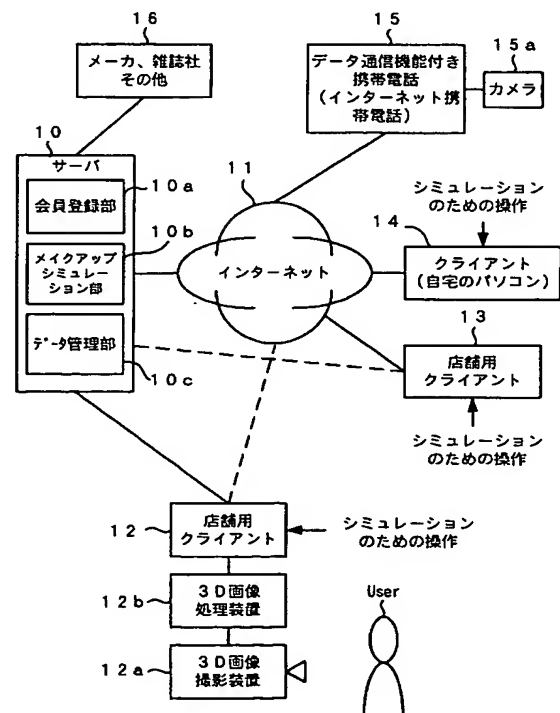 16
メーカ、雑誌社
その他
15
データ通信機能付き
携帯電話
(インターネット携
帯電話)
15a
カメラ
10
サーバ
10a
会員登録部
10b
メイクアップ
シミュレー
ション部
データ管理部
10c
11
インターネット
シミュレーション
のための操作
14
クライアント
(自宅のパソコン)
13
店舗用
クライアント
シミュレーション
のための操作
12
店舗用
クライアント
シミュレーション
のための操作
12b
3D画像
処理装置
12a
3D画像
撮影装置
User